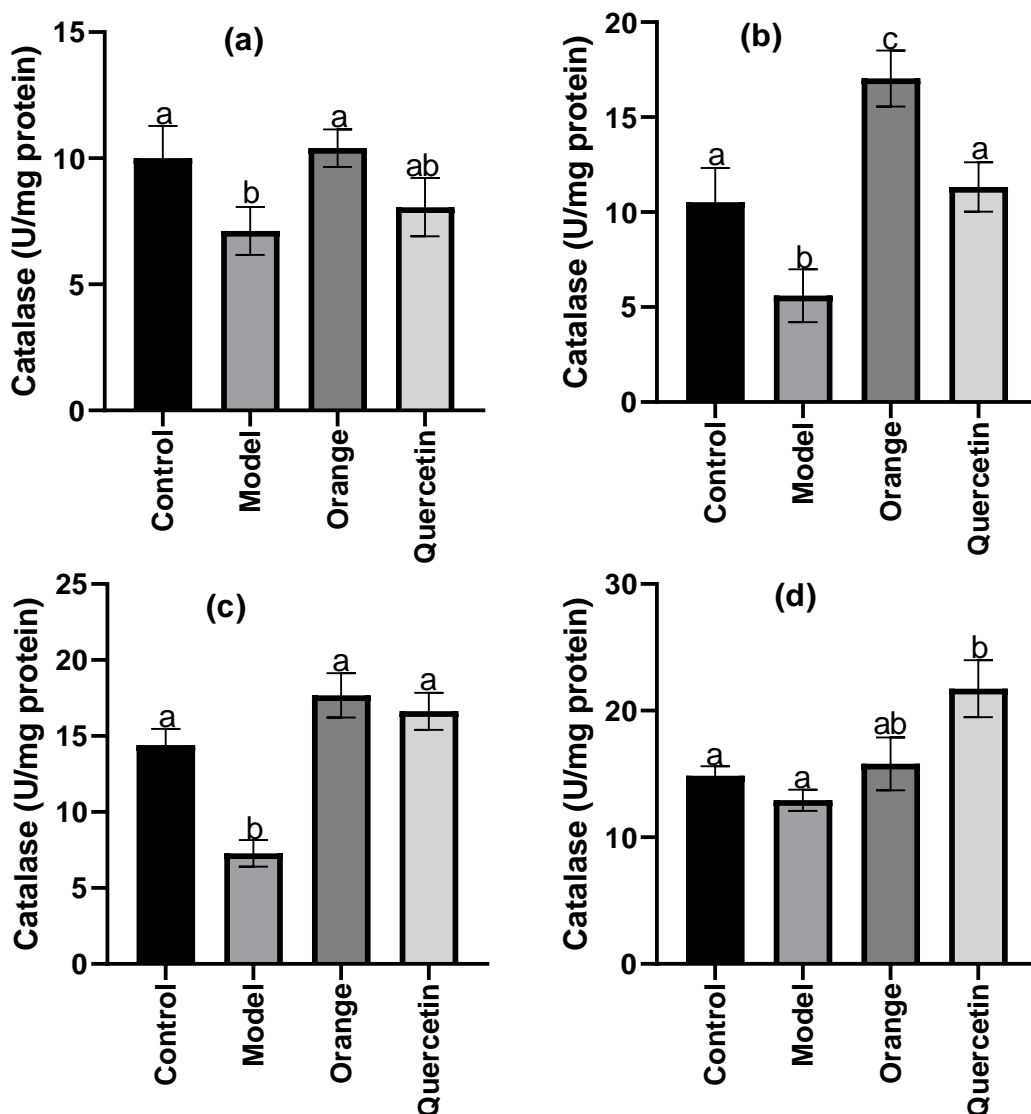 (a)
Catalase (U/mg protein)
15
10
5
0
a
b
a
ab
Control
Model
Orange
Quercetin
(b)
Catalase (U/mg protein)
20
15
10
5
0
a
b
c
a
Control
Model
Orange
Quercetin
(c)
Catalase (U/mg protein)
25
20
15
10
5
0
a
b
a
a
Control
Model
Orange
Quercetin
(d)
Catalase (U/mg protein)
30
20
10
0
a
a
ab
b
Control
Model
Orange
Quercetin